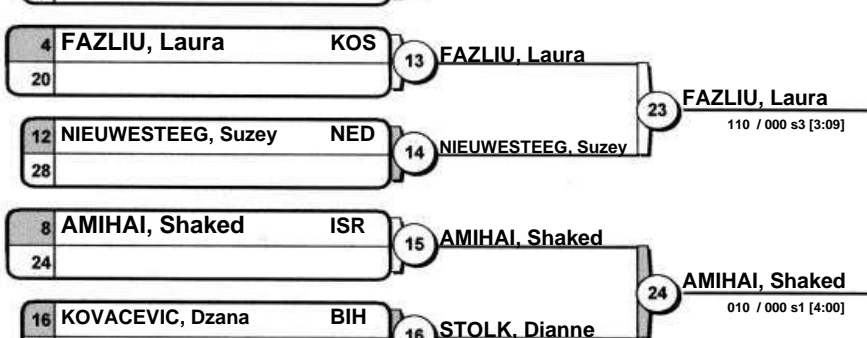 4 FAZLIU, Laura KOS
20
13 FAZLIU, Laura
12 NIEUWESTEEG, Suzey NED
28
14 NIEUWESTEEG, Suzey
23 FAZLIU, Laura
110 / 000 s3 [3:09]
8 AMIHAI, Shaked ISR
24
15 AMIHAI, Shaked
16 KOVACEVIC, Dzana BIH
16 STOLK, Dianne
24 AMIHAI, Shaked
010 / 000 s1 [4:00]